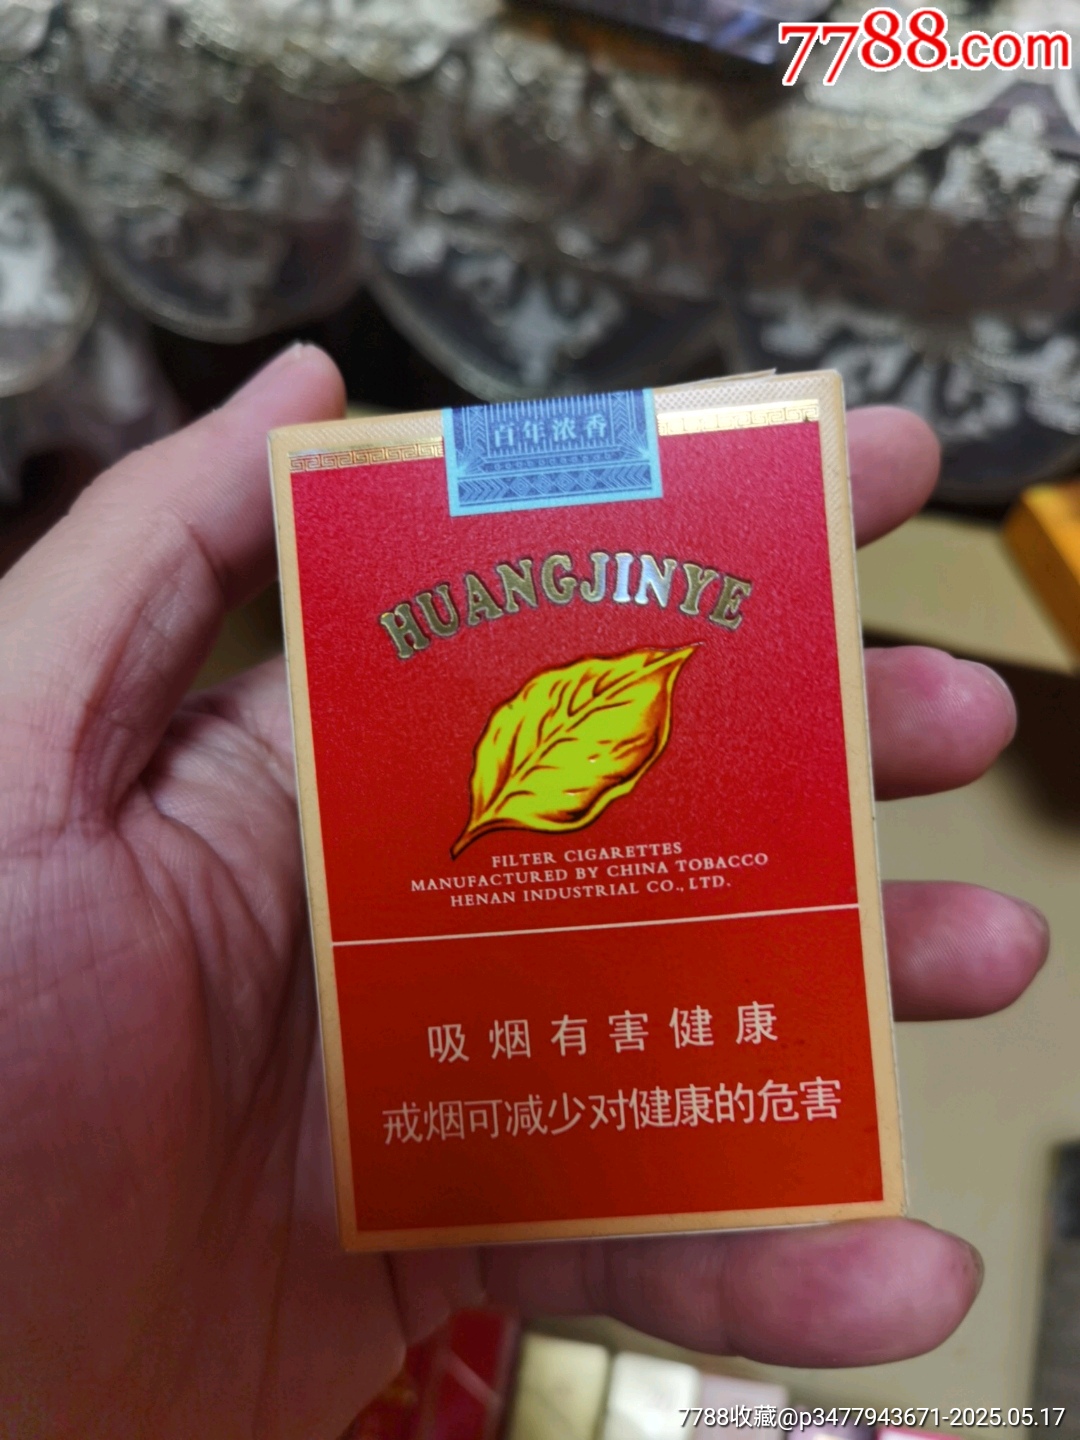 7788.com
百年浓香
HUANGJINYE
FILTER CIGARETTES
MANUFACTURED BY CHINA TOBACCO
HENAN INDUSTRIAL CO., LTD.
吸烟有害健康
戒烟可减少对健康的危害
7788收藏@p3477943671-2025.05.17